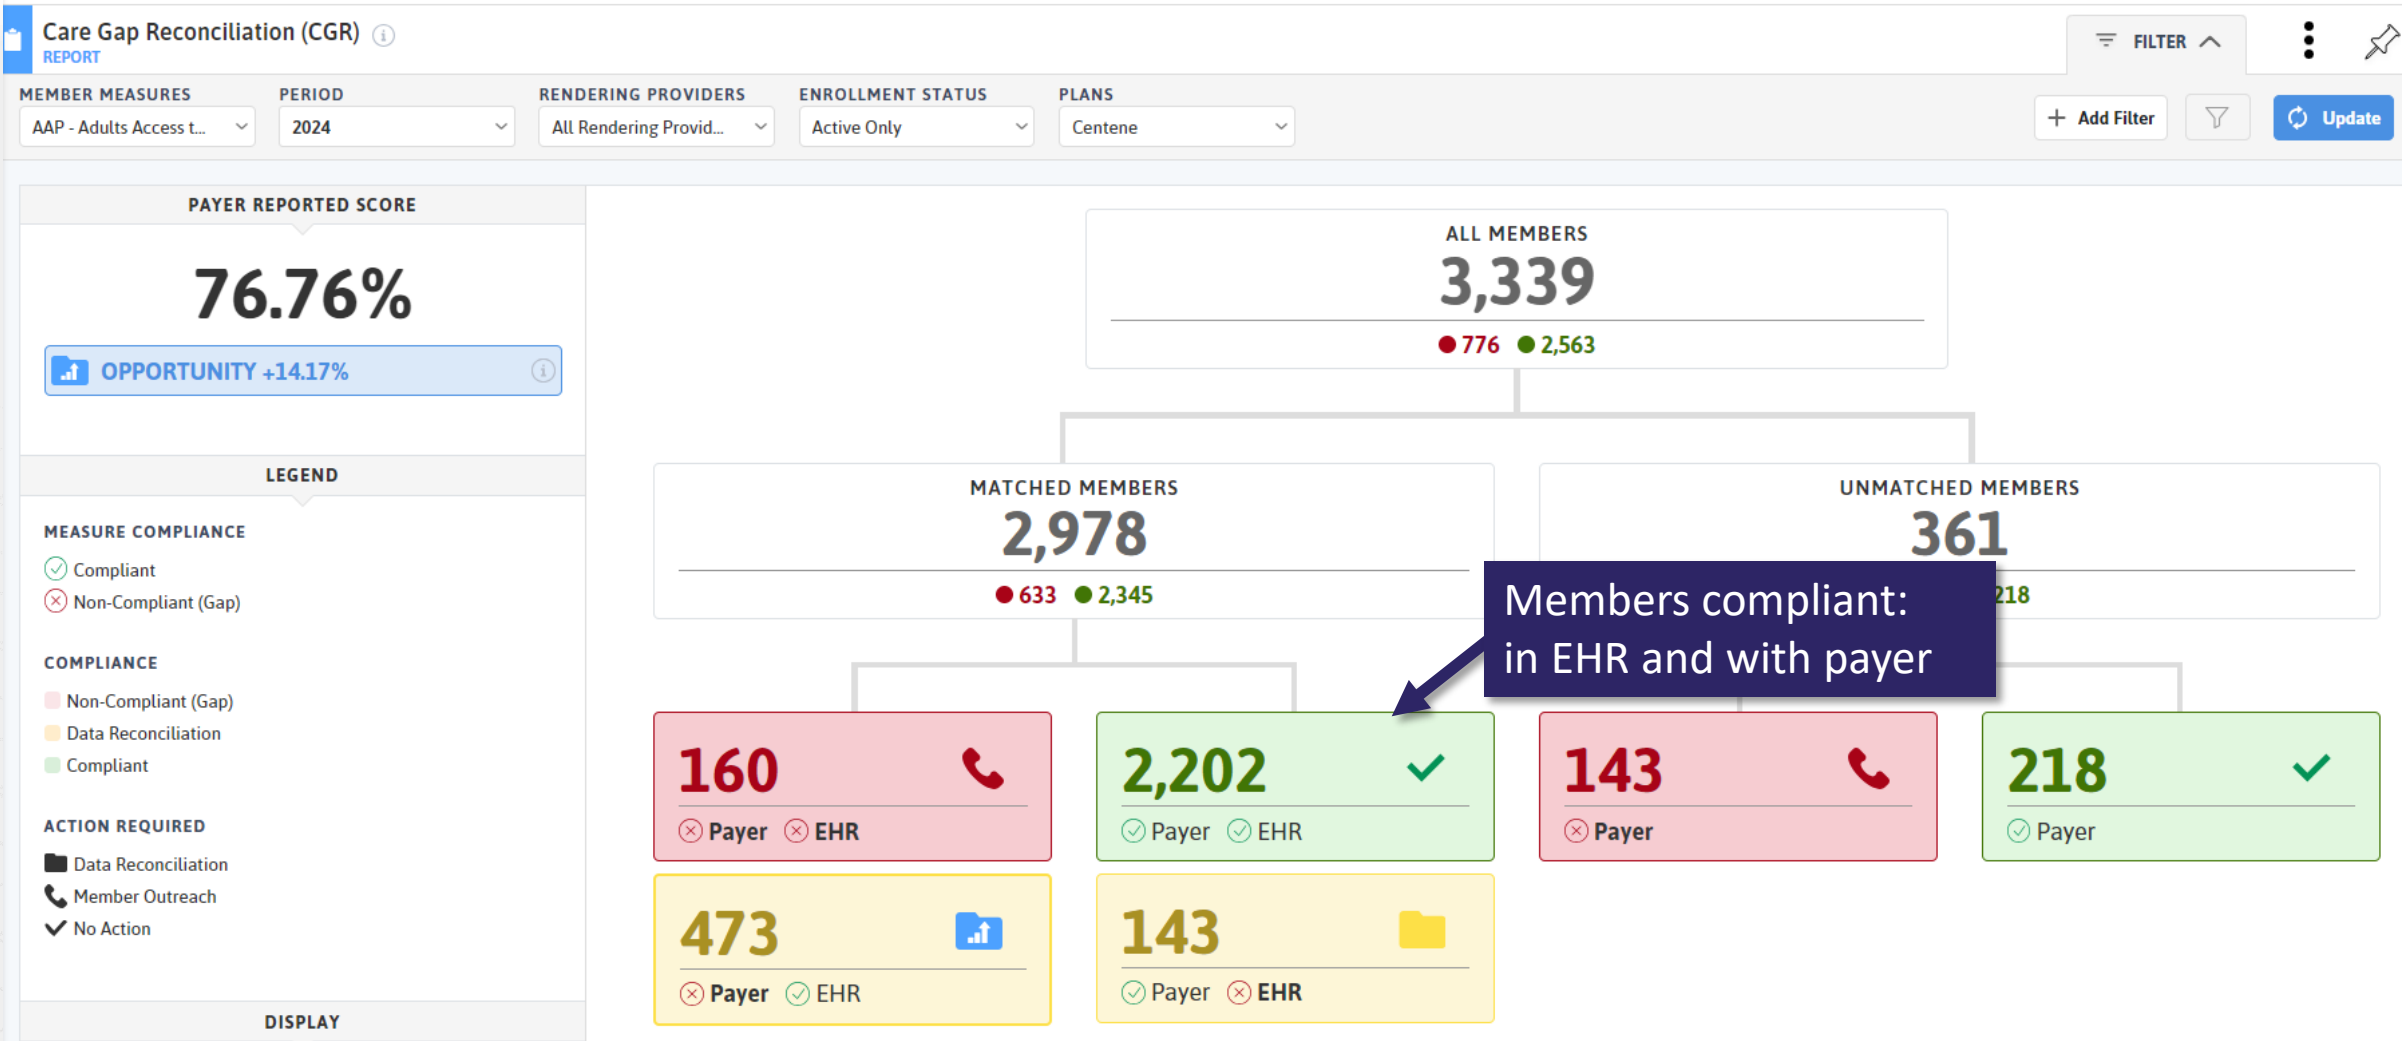 Care Gap Reconciliation (CGR)
REPORT
FILTER
MEMBER MEASURES
AAP - Adults Access t...
PERIOD
2024
RENDERING PROVIDERS
All Rendering Provid...
ENROLLMENT STATUS
Active Only
PLANS
Centene
+ Add Filter
Update
PAYER REPORTED SCORE
76.76%
OPPORTUNITY +14.17%
LEGEND
MEASURE COMPLIANCE
Compliant
Non-Compliant (Gap)
COMPLIANCE
Non-Compliant (Gap)
Data Reconciliation
Compliant
ACTION REQUIRED
Data Reconciliation
Member Outreach
No Action
DISPLAY
ALL MEMBERS
3,339
776 2,563
MATCHED MEMBERS
2,978
633 2,345
UNMATCHED MEMBERS
361
218
Members compliant:
in EHR and with payer
160
Payer EHR
2,202
Payer EHR
143
Payer
218
Payer
473
Payer EHR
143
Payer EHR